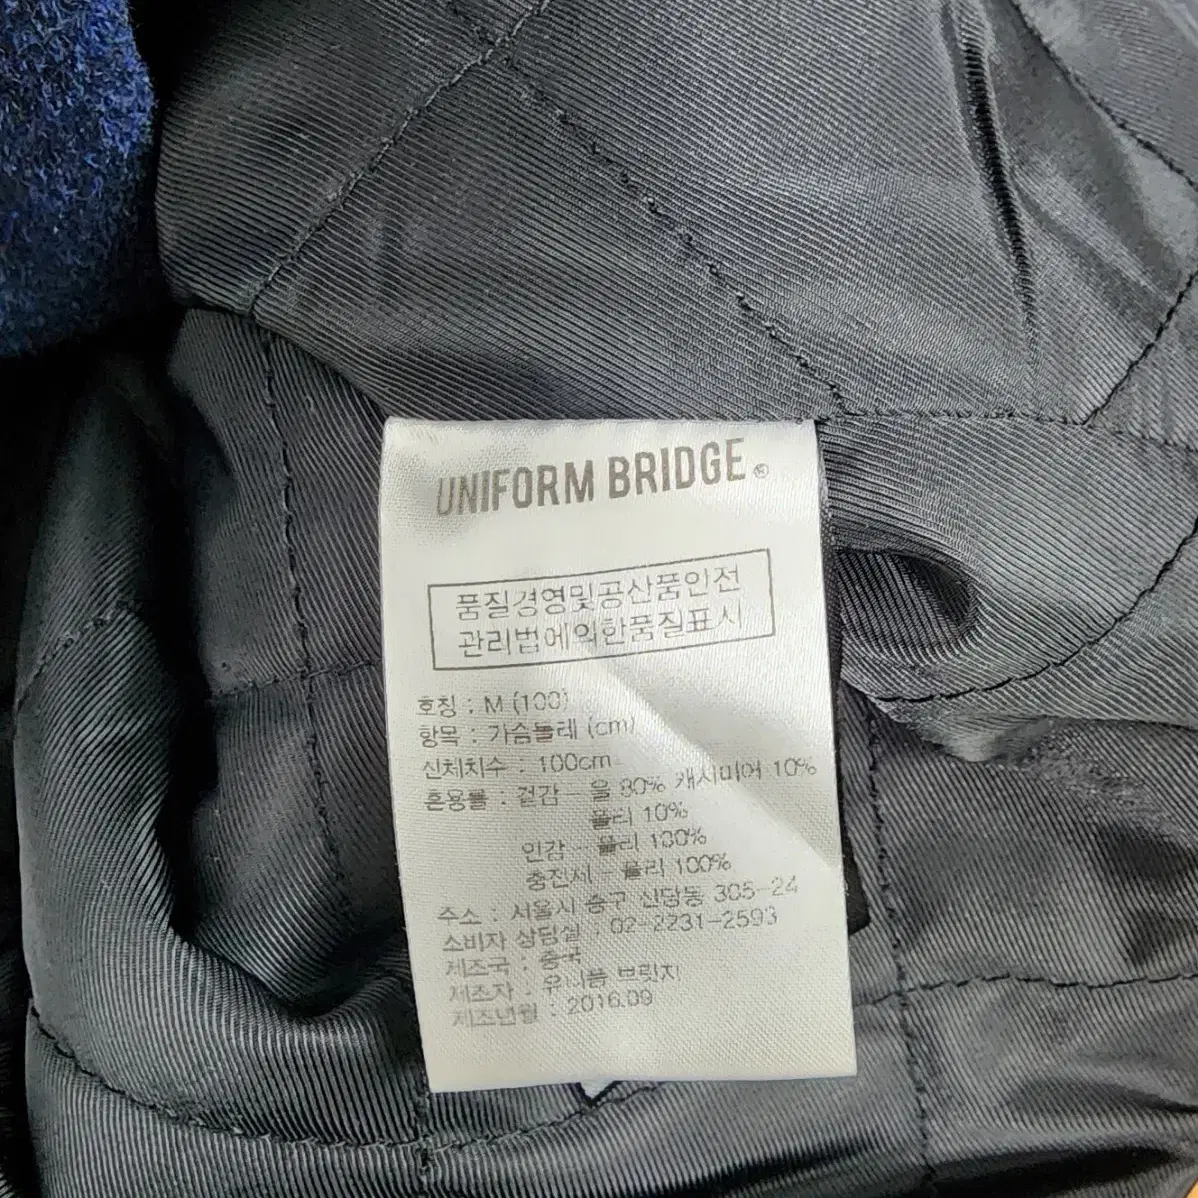 UNIFORM BRIDGE®
품질경영및공산품안전
관리법에의한품질표시
호칭 : M (100)
항목 : 가슴둘레 (cm)
신체치수 : 100cm
혼용률 : 겉감 - 울 80% 캐시미어 10%
폴리 10%
안감 - 폴리 100%
충전재 - 폴리 100%
주소 : 서울시 중구 신당동 305-24
소비자 상담실 : 02-2231-2593
제조국 : 중국
제조자 : 유니폼 브릿지
제조년월 : 2016.09